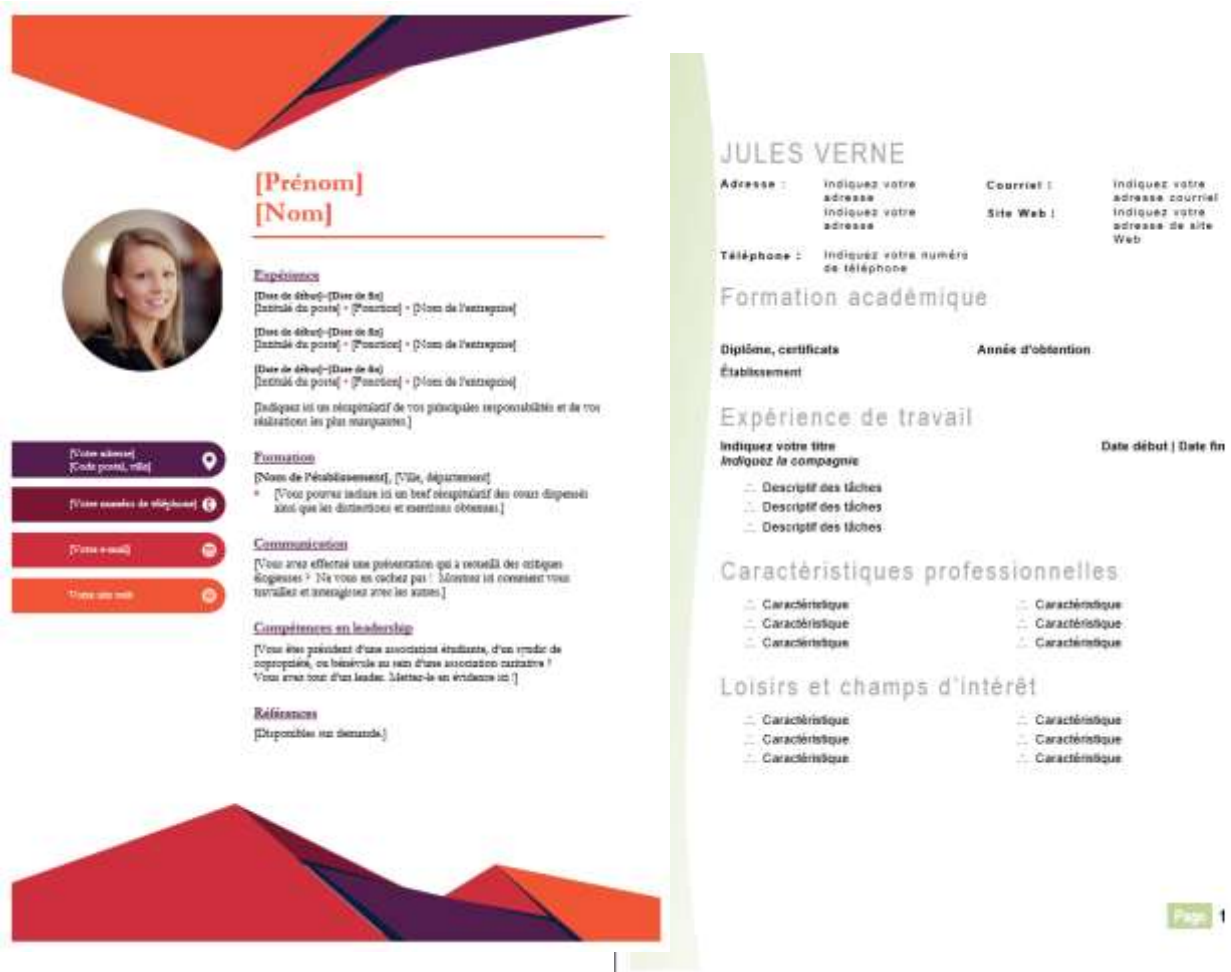 [Prénom]
[Nom]
Expérience
[Date de début]–[Date de fin]
[Intitulé du poste] • [Fonction] • [Nom de l'entreprise]
[Date de début]–[Date de fin]
[Intitulé du poste] • [Fonction] • [Nom de l'entreprise]
[Date de début]–[Date de fin]
[Intitulé du poste] • [Fonction] • [Nom de l'entreprise]
[Indiquez ici un récapitulatif de vos principales responsabilités et de vos
réalisations les plus marquantes.]
[Votre adresse]
[Code postal, ville]
[Votre numéro de téléphone]
[Votre e-mail]
Votre site web
Formation
[Nom de l'établissement], [Ville, département]
• [Vous pouvez inclure ici un bref récapitulatif des cours dispensés
ainsi que les distinctions et mentions obtenues.]
Communication
[Vous avez effectué une présentation qui a recueilli des critiques
élogieuses ? Ne vous en cachez pas ! Montrez ici comment vous
travaillez et interagissez avec les autres.]
Compétences en leadership
[Vous êtes président d'une association étudiante, d'un syndic de
copropriété, ou bénévole au sein d'une association caritative ?
Vous avez tout d'un leader. Mettez-le en évidence ici !]
Références
[Disponibles sur demande.]
JULES VERNE
Adresse : Indiquez votre adresse
Indiquez votre adresse
Courriel : Indiquez votre adresse courriel
Site Web : Indiquez votre adresse de site Web
Téléphone : Indiquez votre numéro
de téléphone
Formation académique
Diplôme, certificats Année d'obtention
Établissement
Expérience de travail
Indiquez votre titre Date début | Date fin
Indiquez la compagnie
∴ Descriptif des tâches
∴ Descriptif des tâches
∴ Descriptif des tâches
Caractéristiques professionnelles
∴ Caractéristique ∴ Caractéristique
∴ Caractéristique ∴ Caractéristique
∴ Caractéristique ∴ Caractéristique
Loisirs et champs d'intérêt
∴ Caractéristique ∴ Caractéristique
∴ Caractéristique ∴ Caractéristique
∴ Caractéristique ∴ Caractéristique
Page 1